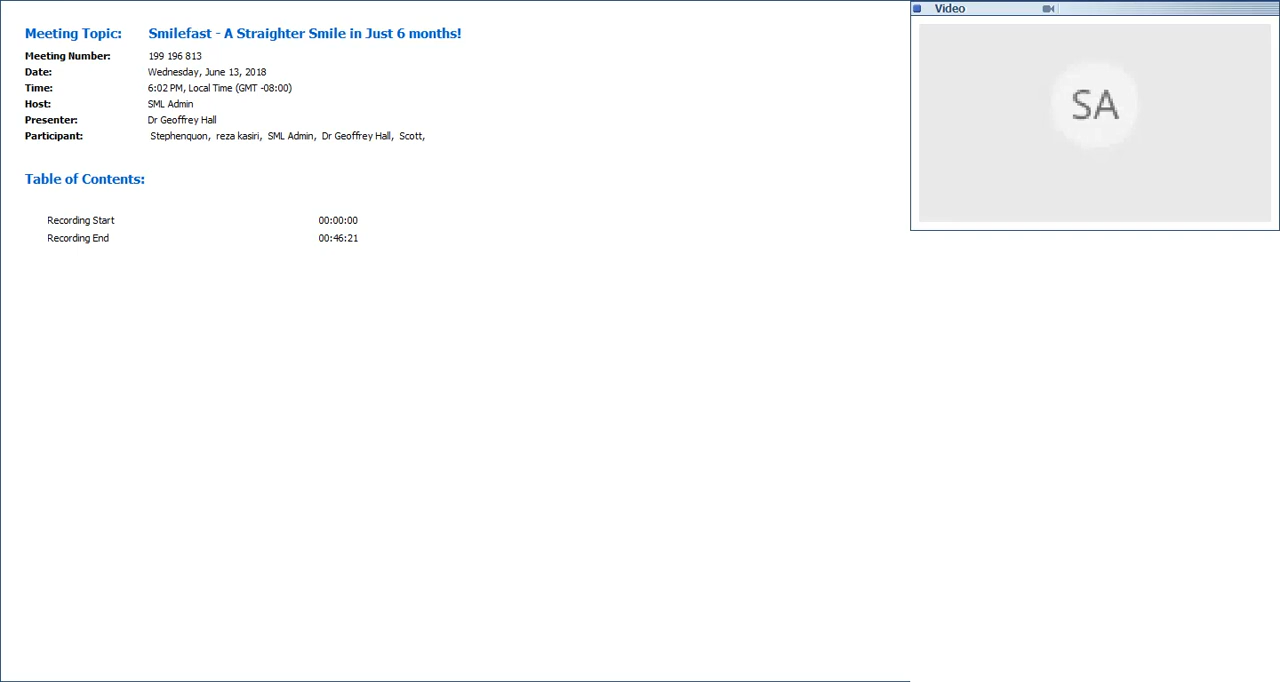 Meeting Topic: Smilefast - A Straighter Smile in Just 6 months!
Meeting Number: 199 196 813
Date: Wednesday, June 13, 2018
Time: 6:02 PM, Local Time (GMT -08:00)
Host: SML Admin
Presenter: Dr Geoffrey Hall
Participant: Stephenquon, reza kasiri, SML Admin, Dr Geoffrey Hall, Scott,
Table of Contents:
Recording Start 00:00:00
Recording End 00:46:21
Video
SA